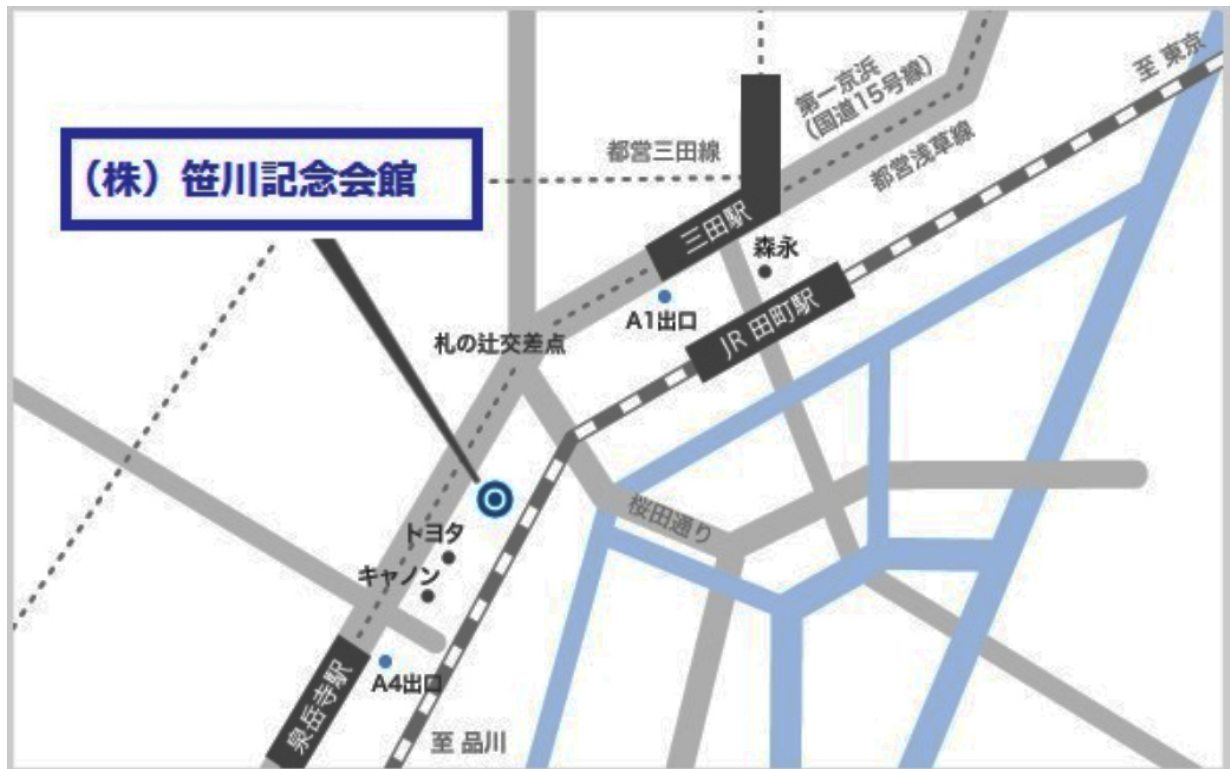 第一京浜
（国道15号線）
至 東京
都営三田線
（株）笹川記念会館
都営浅草線
三田駅
森永
A1出口
JR 田町駅
札の辻交差点
桜田通り
トヨタ
キャノン
泉岳寺駅
A4出口
至 品川